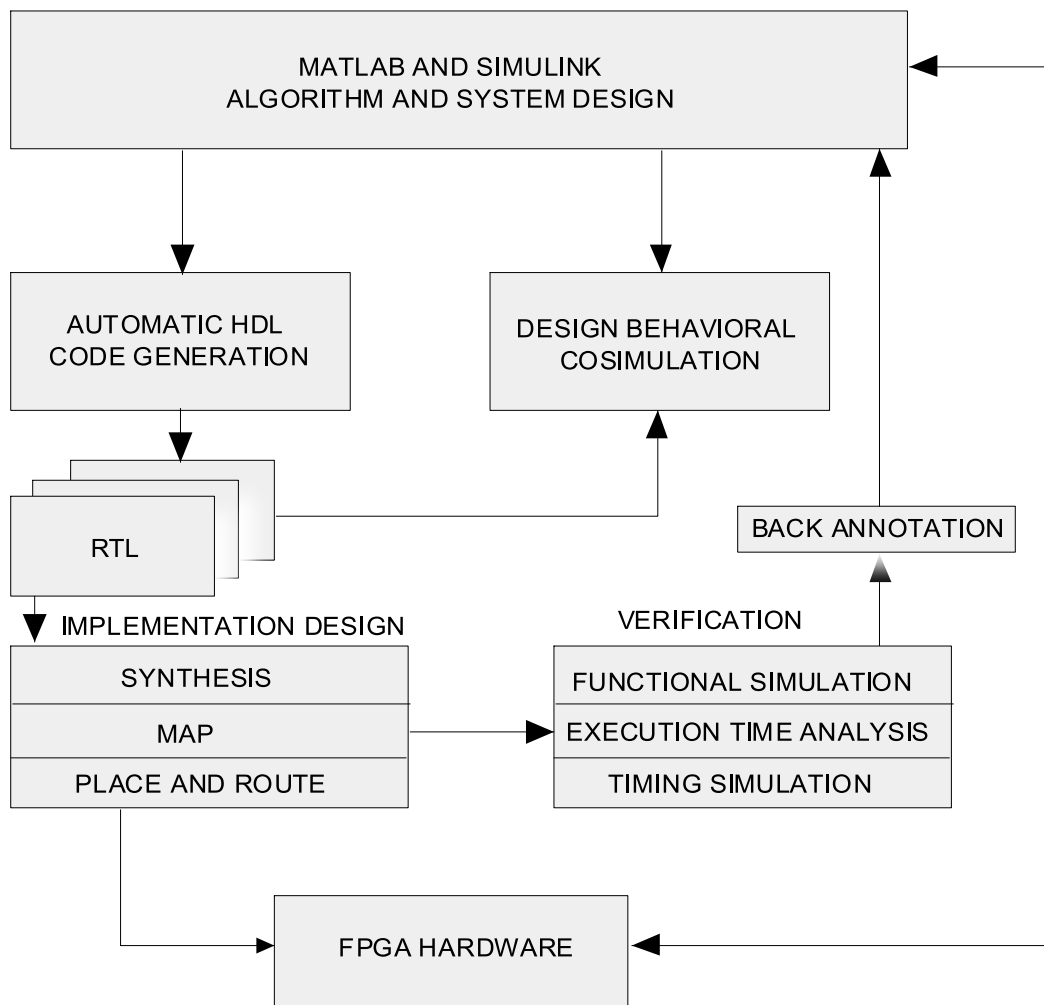 MATLAB AND SIMULINK
ALGORITHM AND SYSTEM DESIGN
AUTOMATIC HDL
CODE GENERATION
DESIGN BEHAVIORAL
COSIMULATION
RTL
BACK ANNOTATION
IMPLEMENTATION DESIGN
VERIFICATION
SYNTHESIS
MAP
PLACE AND ROUTE
FUNCTIONAL SIMULATION
EXECUTION TIME ANALYSIS
TIMING SIMULATION
FPGA HARDWARE